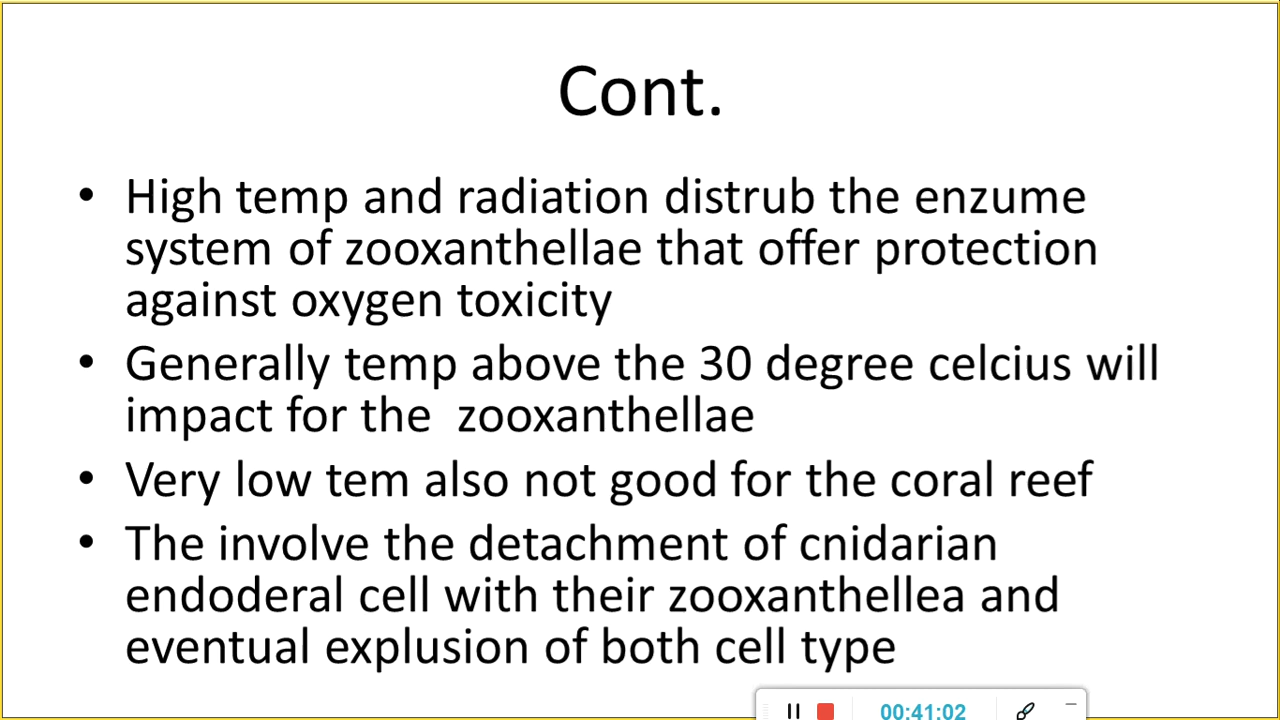 Cont.
• High temp and radiation distrub the enzume
system of zooxanthellae that offer protection
against oxygen toxicity
• Generally temp above the 30 degree celcius will
impact for the  zooxanthellae
• Very low tem also not good for the coral reef
• The involve the detachment of cnidarian
endoderal cell with their zooxanthellea and
eventual explusion of both cell type
00:41:02